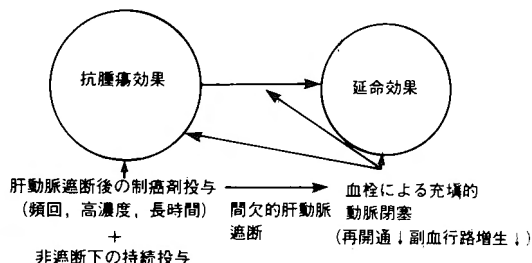 抗腫瘍効果
延命効果
肝動脈遮断後の制癌剤投与
(頻回,高濃度,長時間)
+
非遮断下の持続投与
間欠的肝動脈
遮断
血栓による充塡的
動脈閉塞
(再開通↓副血行路増生↓)